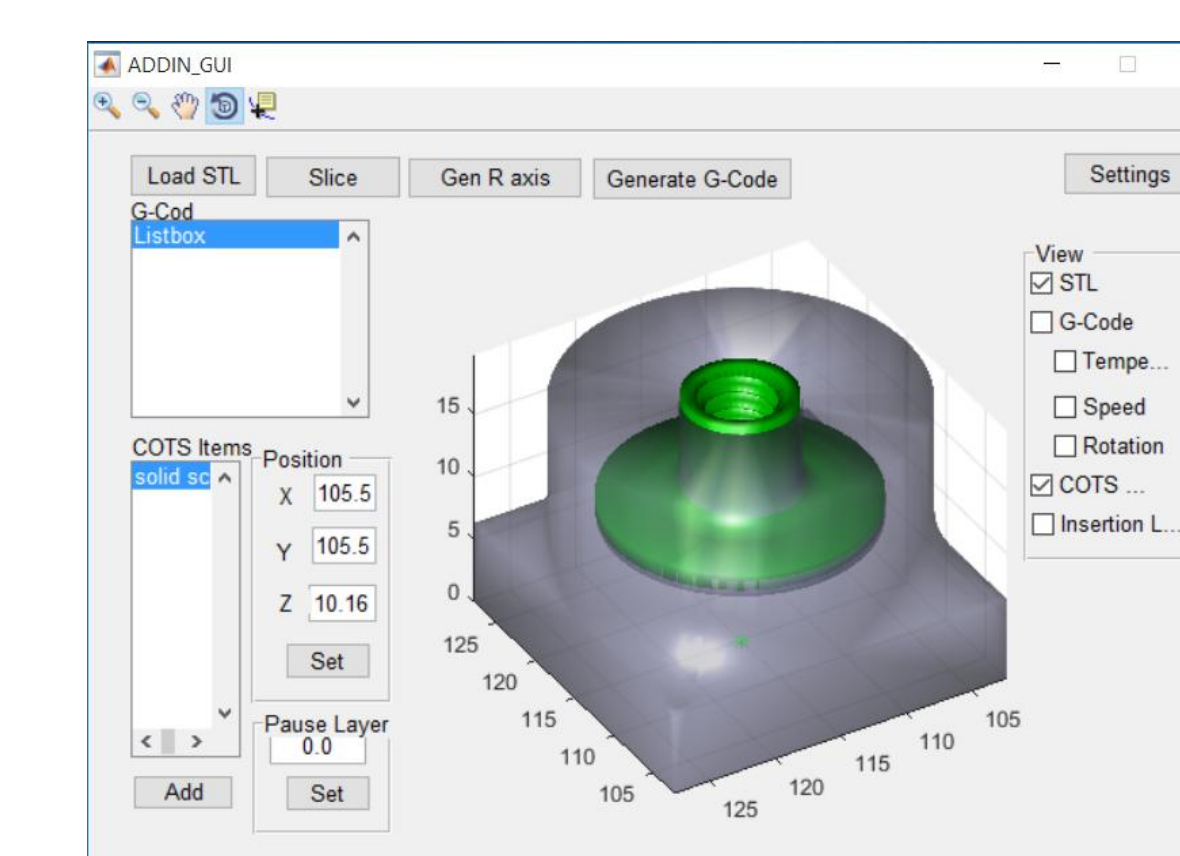 ADDIN_GUI
Load STL
Slice
Gen R axis
Generate G-Code
Settings
G-Cod
Listbox
View
STL
G-Code
Tempe...
Speed
Rotation
COTS ...
Insertion L...
COTS Items
solid sc
Position
X 105.5
Y 105.5
Z 10.16
Set
Pause Layer
0.0
Set
Add
15
10
5
0
125
120
115
110
105
125
120
115
110
105